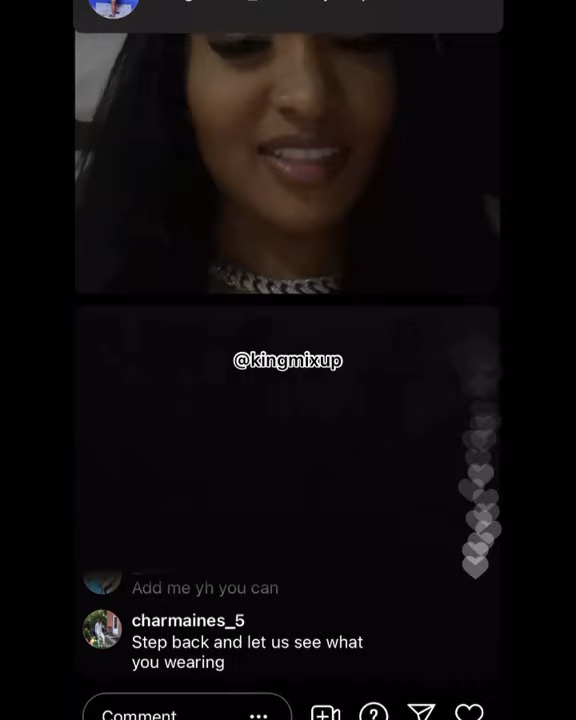 @kingmixup
Add me yh you can
charmaines_5
Step back and let us see what
you wearing
Comment